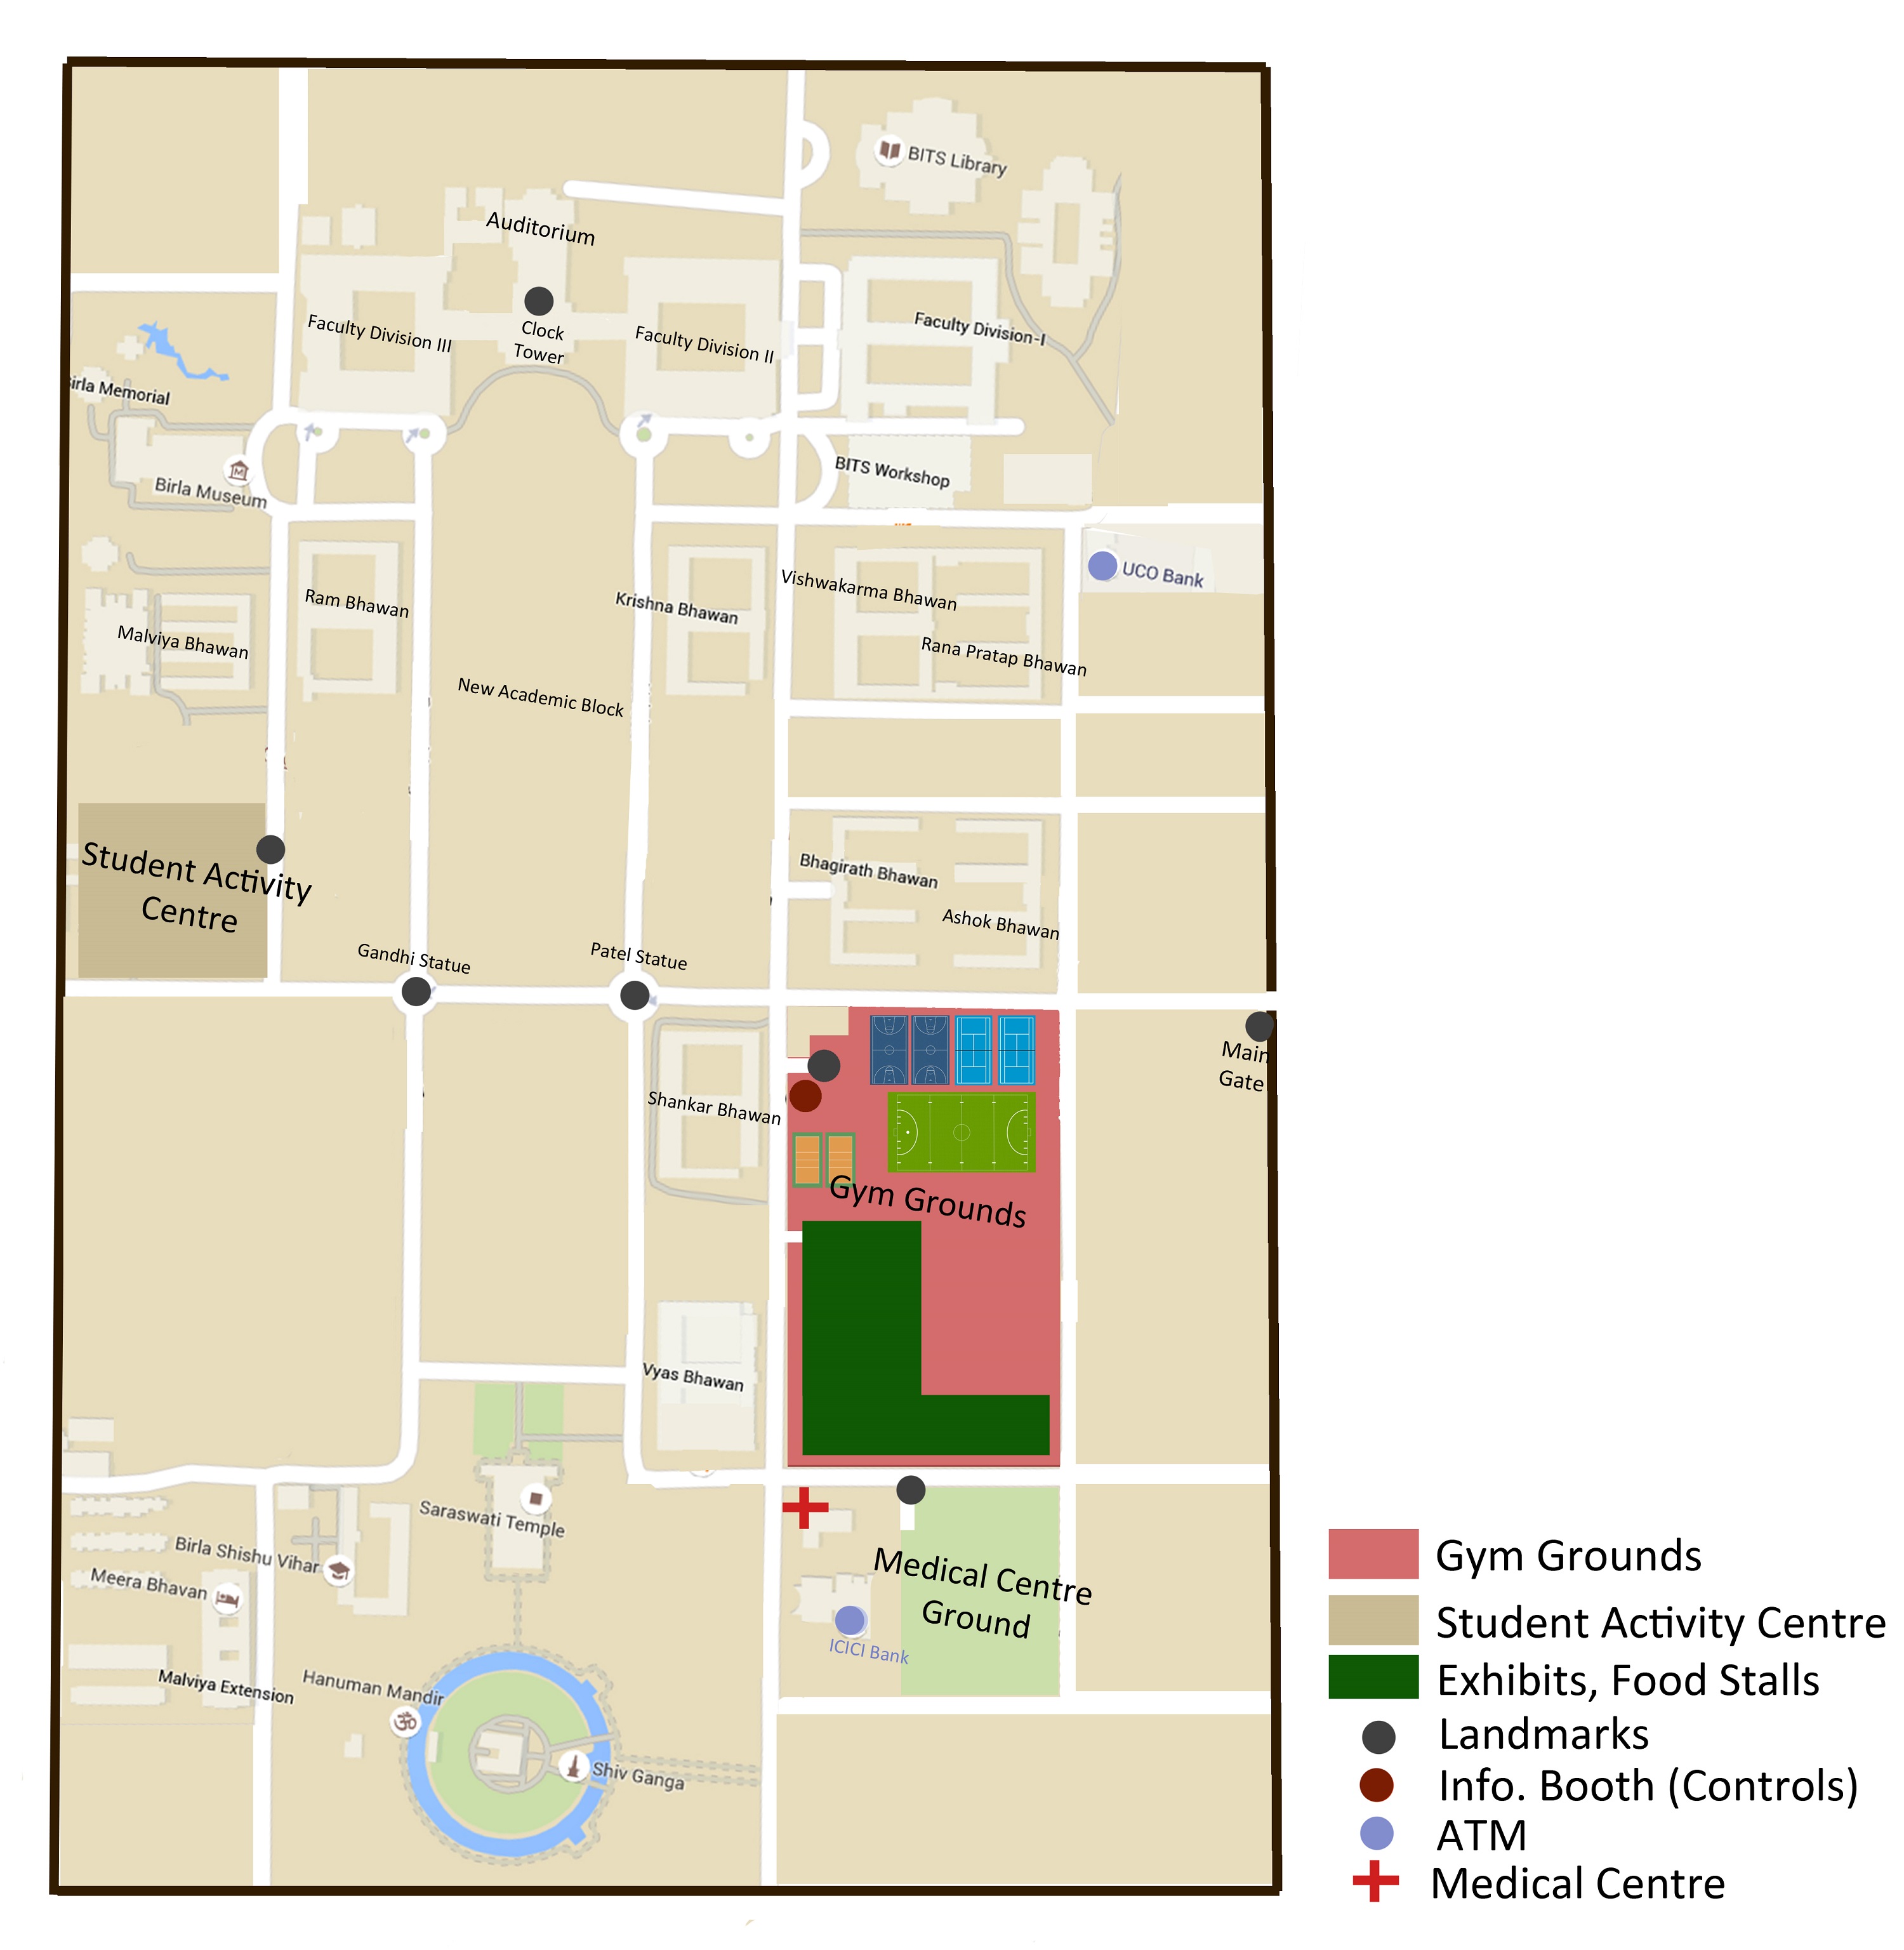 BITS Library
Auditorium
Clock
Tower
Faculty Division III
Faculty Division II
Faculty Division-I
Birla Memorial
Birla Museum
BITS Workshop
UCO Bank
Ram Bhawan
Krishna Bhawan
Vishwakarma Bhawan
Malviya Bhawan
Rana Pratap Bhawan
New Academic Block
Student Activity
Centre
Bhagirath Bhawan
Ashok Bhawan
Gandhi Statue
Patel Statue
Main
Gate
Shankar Bhawan
Gym Grounds
Vyas Bhawan
Saraswati Temple
Birla Shishu Vihar
Meera Bhavan
Medical Centre
Ground
ICICI Bank
Malviya Extension
Hanuman Mandir
Shiv Ganga
Gym Grounds
Student Activity Centre
Exhibits, Food Stalls
Landmarks
Info. Booth (Controls)
ATM
Medical Centre